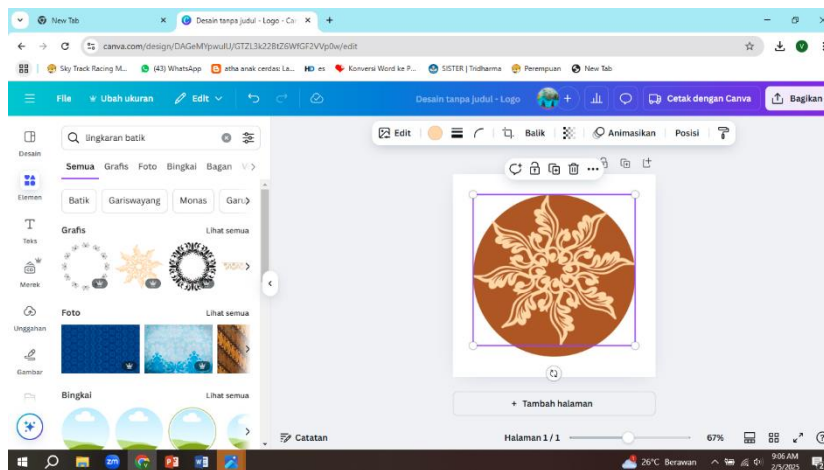 New Tab
Desain tanpa judul - Logo - Ca
canva.com/design/DAGeMYpwulU/GTZL3k228tZ6WfGF2VVp0w/edit
Sky Track Racing M...
(43) WhatsApp
atha anak cerdas: La...
HD es
Konversi Word ke P...
SISTER | Tridharma
Perempuan
New Tab
File
Ubah ukuran
Edit
Desain tanpa judul - Logo
Cetak dengan Canva
Bagikan
Desain
Elemen
Teks
Merek
Unggahan
Gambar
lingkaran batik
Semua
Grafis
Foto
Bingkai
Bagan
Batik
Gariswayang
Monas
Garu
Grafis
Lihat semua
Foto
Lihat semua
Bingkai
Lihat semua
Edit
Balik
Animasikan
Posisi
+ Tambah halaman
Catatan
Halaman 1 / 1
67%
26°C Berawan
9:06 AM
2/5/2025